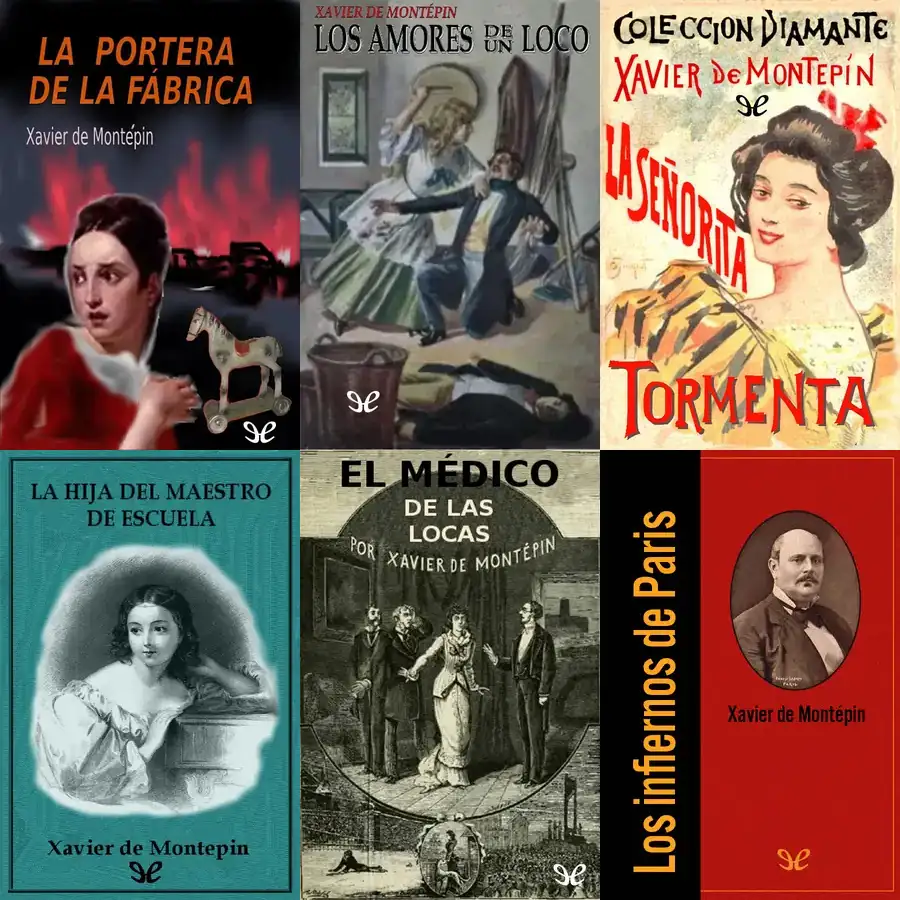 LA PORTERA
DE LA FÁBRICA
Xavier de Montépin
XAVIER DE MONTÉPIN
LOS AMORES DE UN LOCO
COLECCION DIAMANTE
XAVIER DE MONTEPÍN
LA SEÑORITA
TORMENTA
LA HIJA DEL MAESTRO
DE ESCUELA
Xavier de Montepin
EL MÉDICO
DE LAS
LOCAS
POR XAVIER DE MONTÉPIN
Los infiernos de Paris
Xavier de Montépin